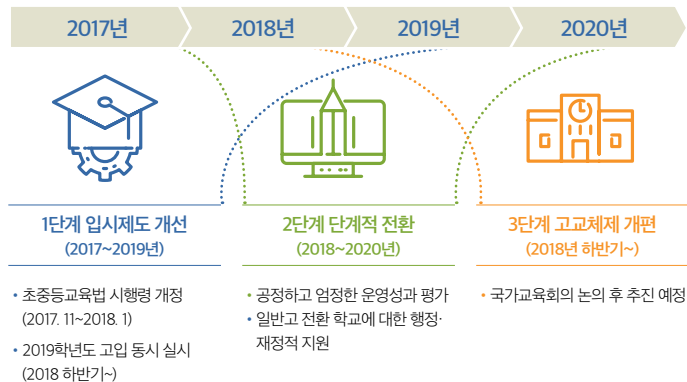 2017년
2018년
2019년
2020년
1단계 입시제도 개선
(2017~2019년)
• 초중등교육법 시행령 개정
(2017. 11~2018. 1)
• 2019학년도 고입 동시 실시
(2018 하반기~)
2단계 단계적 전환
(2018~2020년)
• 공정하고 엄정한 운영성과 평가
• 일반고 전환 학교에 대한 행정·
재정적 지원
3단계 고교체제 개편
(2018년 하반기~)
• 국가교육회의 논의 후 추진 예정